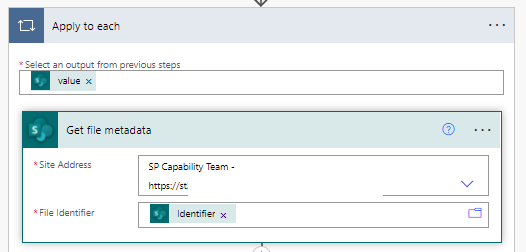 Apply to each
* Select an output from previous steps
value ×
Get file metadata
* Site Address
SP Capability Team -
https://st
* File Identifier
Identifier ×